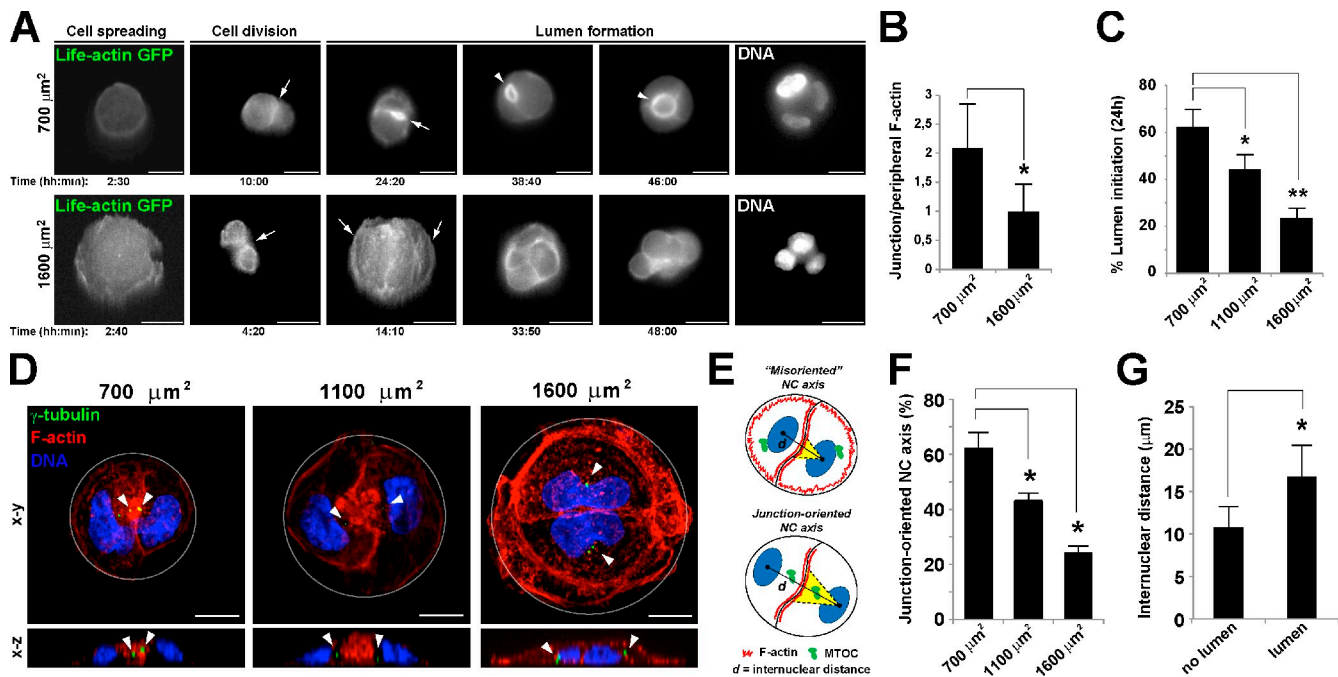 A
Cell spreading
Cell division
Lumen formation
Life-actin GFP
DNA
700 μm²
Time (hh:min): 2:30 10:00 24:20 38:40 46:00
Life-actin GFP
DNA
1600 μm²
Time (hh:min): 2:40 4:20 14:10 33:50 48:00
B
Junction/peripheral F-actin
3,5
3
2,5
2
1,5
1
0,5
0
*
700 μm²
1600 μm²
C
% Lumen initiation (24h)
80
60
40
20
0
*
**
700 μm²
1100 μm²
1600 μm²
D
700 μm²
1100 μm²
1600 μm²
γ-tubulin
F-actin
DNA
x-y
x-z
E
"Misoriented"
NC axis
d
Junction-oriented
NC axis
d
F-actin MTOC
d = internuclear distance
F
Junction-oriented NC axis (%)
80
60
40
20
0
*
*
700 μm²
1100 μm²
1600 μm²
G
Internuclear distance (μm)
25
20
15
10
5
0
*
no lumen
lumen